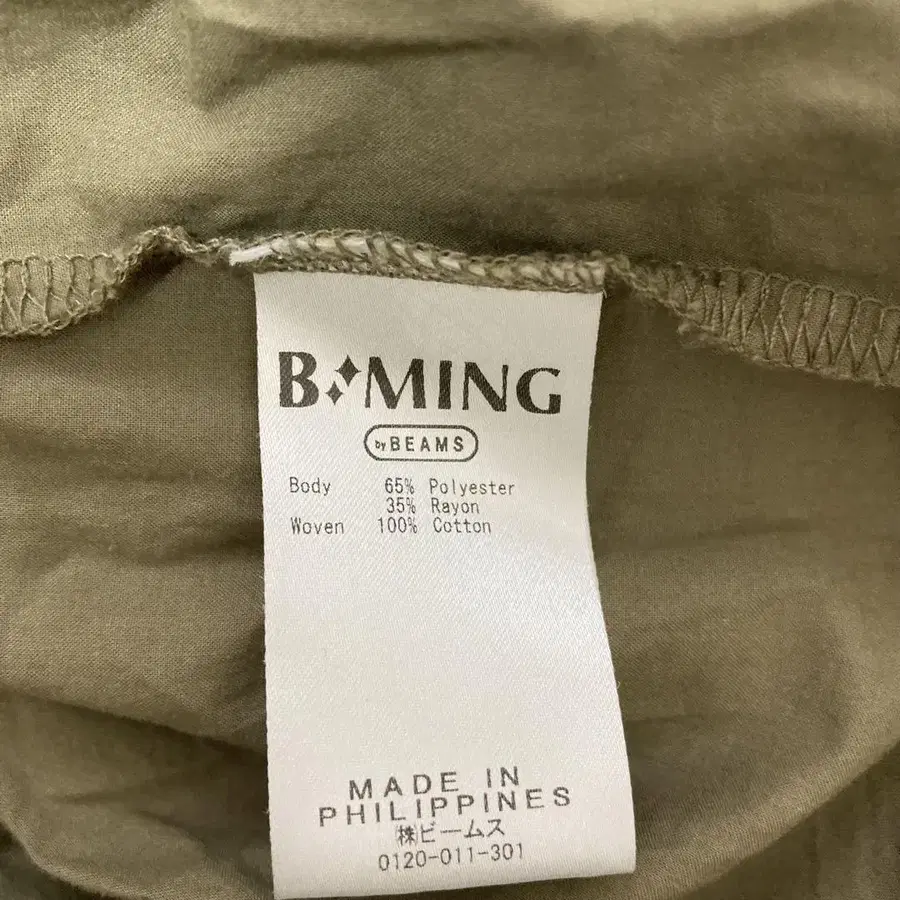 B MING
by BEAMS
Body 65% Polyester
35% Rayon
Woven 100% Cotton
MADE IN
PHILIPPINES
㈱ビームス
0120-011-301